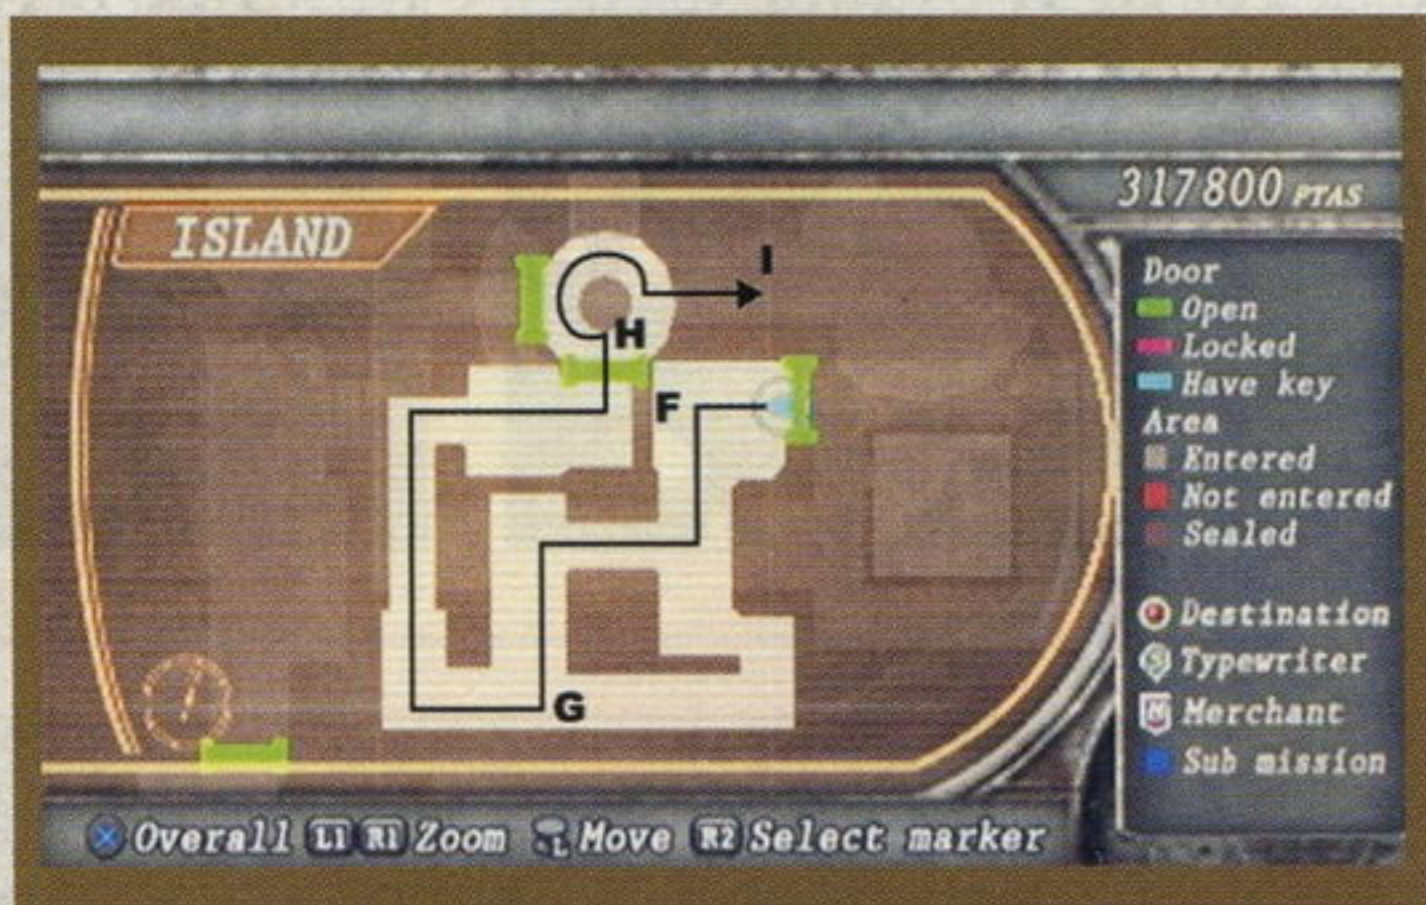 317800 PTAS
ISLAND
I
H
F
G
Door
Open
Locked
Have key
Area
Entered
Not entered
Sealed
Destination
S Typewriter
M Merchant
Sub mission
Overall L1 R1 Zoom L Move R2 Select marker